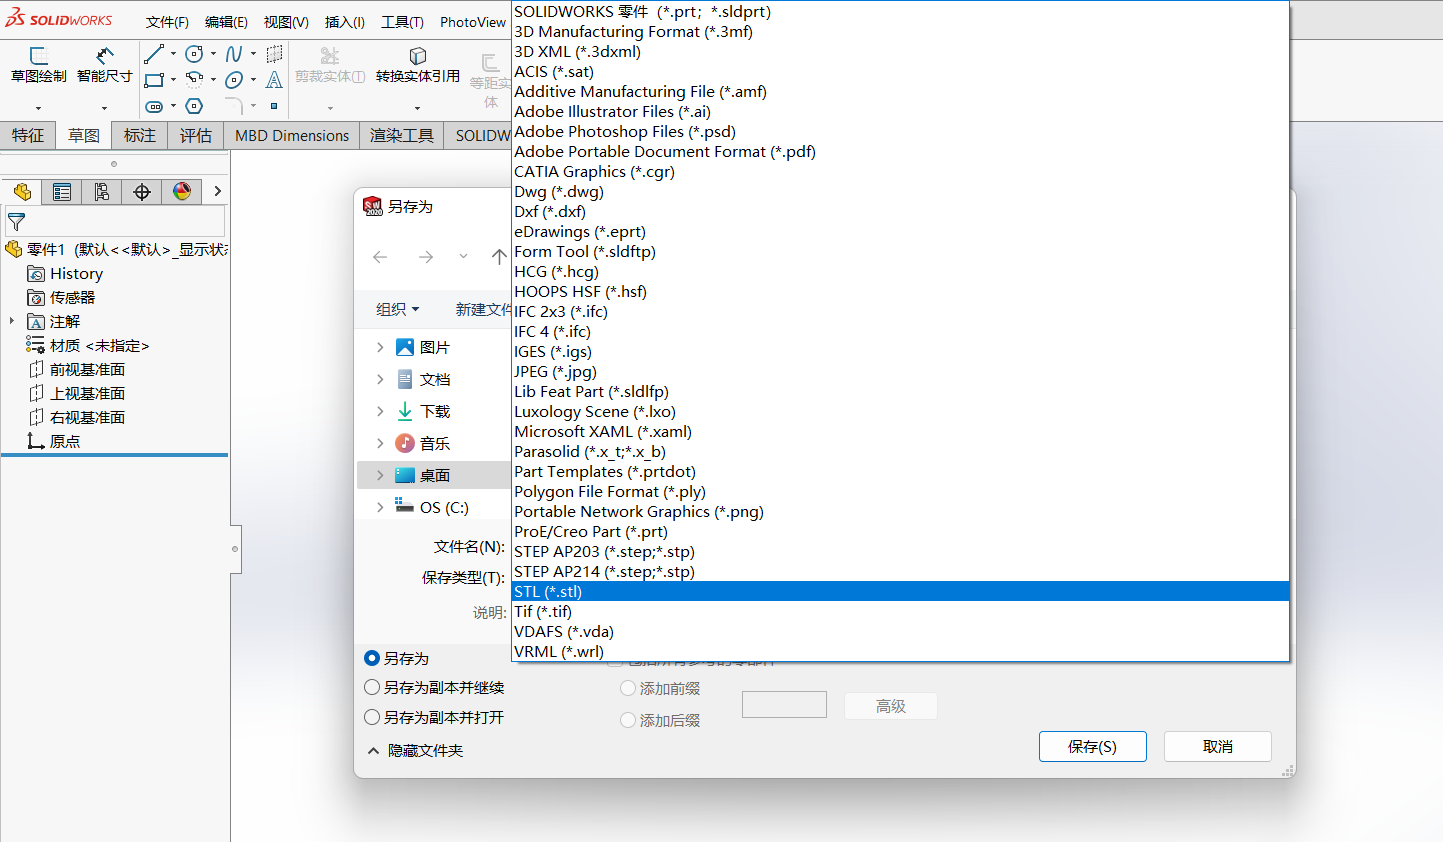 SOLIDWORKS 文件(F) 编辑(E) 视图(V) 插入(I) 工具(T) PhotoView
草图绘制 智能尺寸 剪裁实体(T) 转换实体引用 等距实体
特征 草图 标注 评估 MBD Dimensions 渲染工具 SOLIDW
零件1 (默认<<默认>_显示状
History
传感器
注解
材质 <未指定>
前视基准面
上视基准面
右视基准面
原点
SW 2020 另存为
组织 新建文件
图片
文档
下载
音乐
桌面
OS (C:)
文件名(N):
保存类型(T):
说明:
SOLIDWORKS 零件 (*.prt; *.sldprt)
3D Manufacturing Format (*.3mf)
3D XML (*.3dxml)
ACIS (*.sat)
Additive Manufacturing File (*.amf)
Adobe Illustrator Files (*.ai)
Adobe Photoshop Files (*.psd)
Adobe Portable Document Format (*.pdf)
CATIA Graphics (*.cgr)
Dwg (*.dwg)
Dxf (*.dxf)
eDrawings (*.eprt)
Form Tool (*.sldftp)
HCG (*.hcg)
HOOPS HSF (*.hsf)
IFC 2x3 (*.ifc)
IFC 4 (*.ifc)
IGES (*.igs)
JPEG (*.jpg)
Lib Feat Part (*.sldlfp)
Luxology Scene (*.lxo)
Microsoft XAML (*.xaml)
Parasolid (*.x_t;*.x_b)
Part Templates (*.prtdot)
Polygon File Format (*.ply)
Portable Network Graphics (*.png)
ProE/Creo Part (*.prt)
STEP AP203 (*.step;*.stp)
STEP AP214 (*.step;*.stp)
STL (*.stl)
Tif (*.tif)
VDAFS (*.vda)
VRML (*.wrl)
另存为
另存为副本并继续
另存为副本并打开
添加前缀
添加后缀
高级
隐藏文件夹
保存(S) 取消